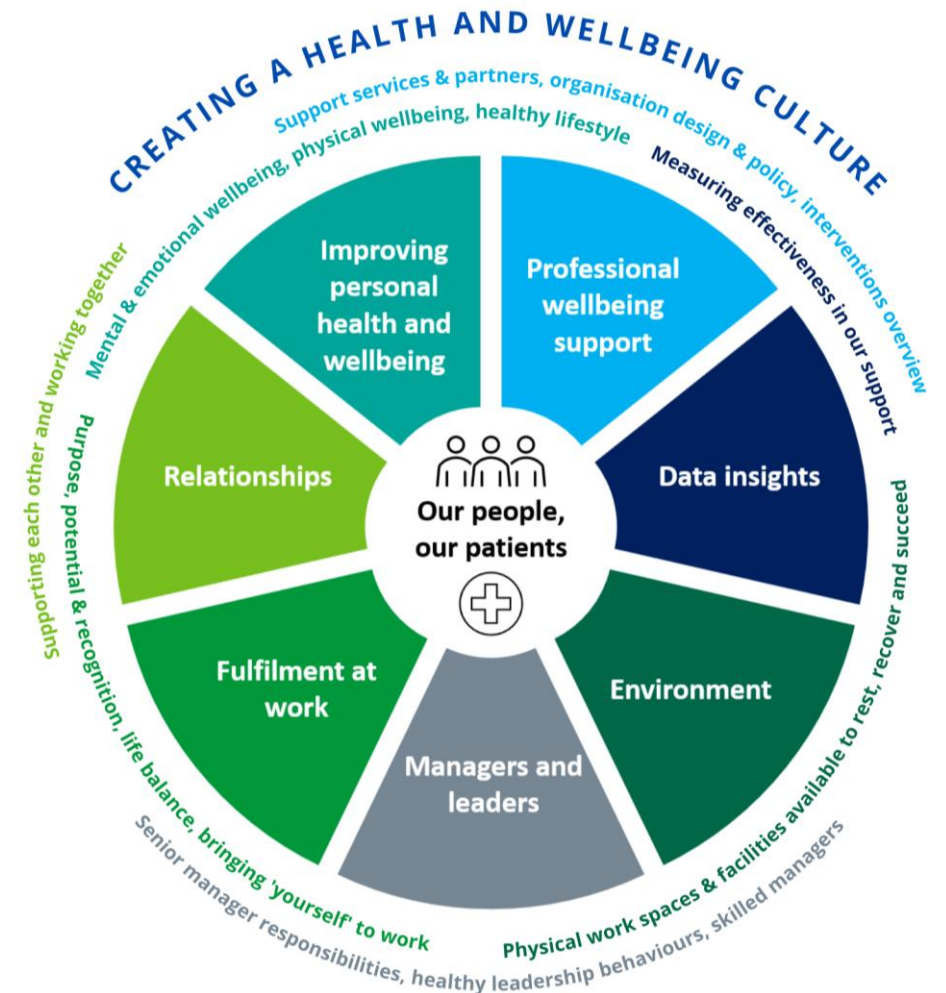 CREATING A HEALTH AND WELLBEING CULTURE
Support services & partners, organisation design & policy, interventions overview
Mental & emotional wellbeing, physical wellbeing, healthy lifestyle
Measuring effectiveness in our support
Supporting each other and working together
Purpose, potential & recognition, life balance, bringing 'yourself' to work
Physical work spaces & facilities available to rest, recover and succeed
Senior manager responsibilities, healthy leadership behaviours, skilled managers
Improving
personal
health and
wellbeing
Professional
wellbeing
support
Relationships
Data insights
Our people,
our patients
Fulfilment at
work
Environment
Managers and
leaders